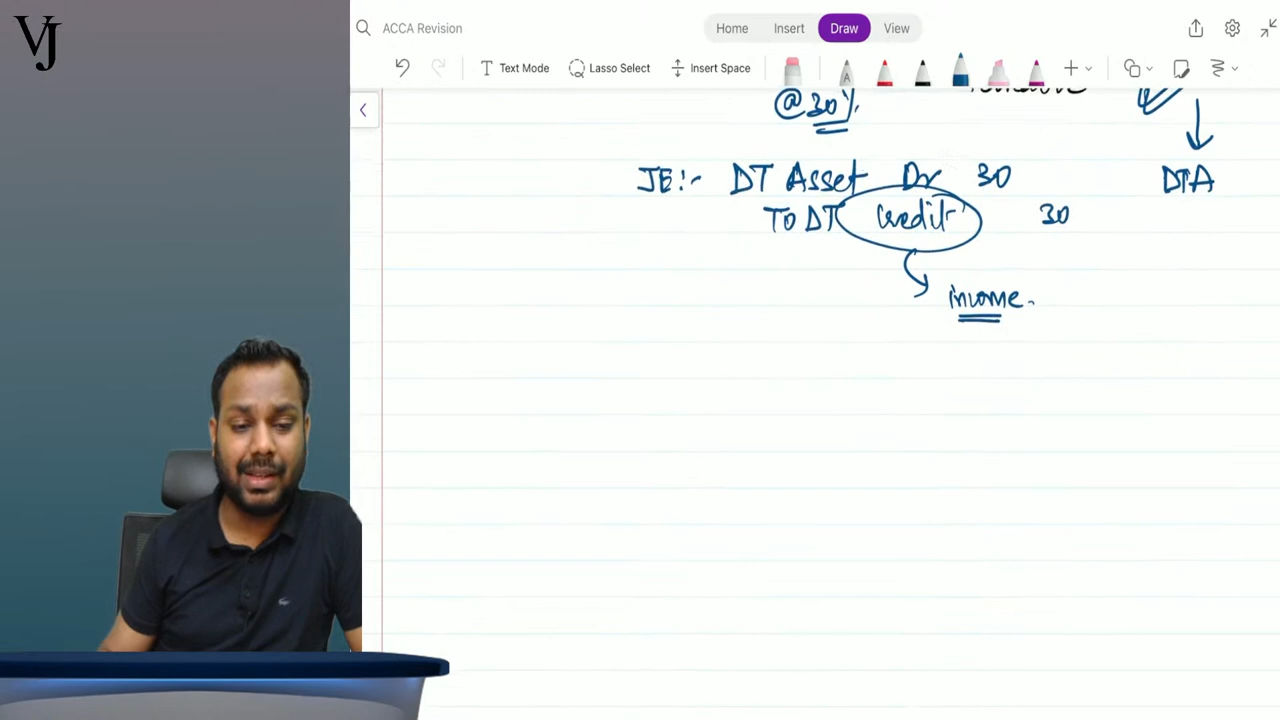 VJ
ACCA Revision
Home Insert Draw View
Text Mode Lasso Select Insert Space
@30%
JE:- DT Asset Dr 30 DTA
TO DT credit 30
income.